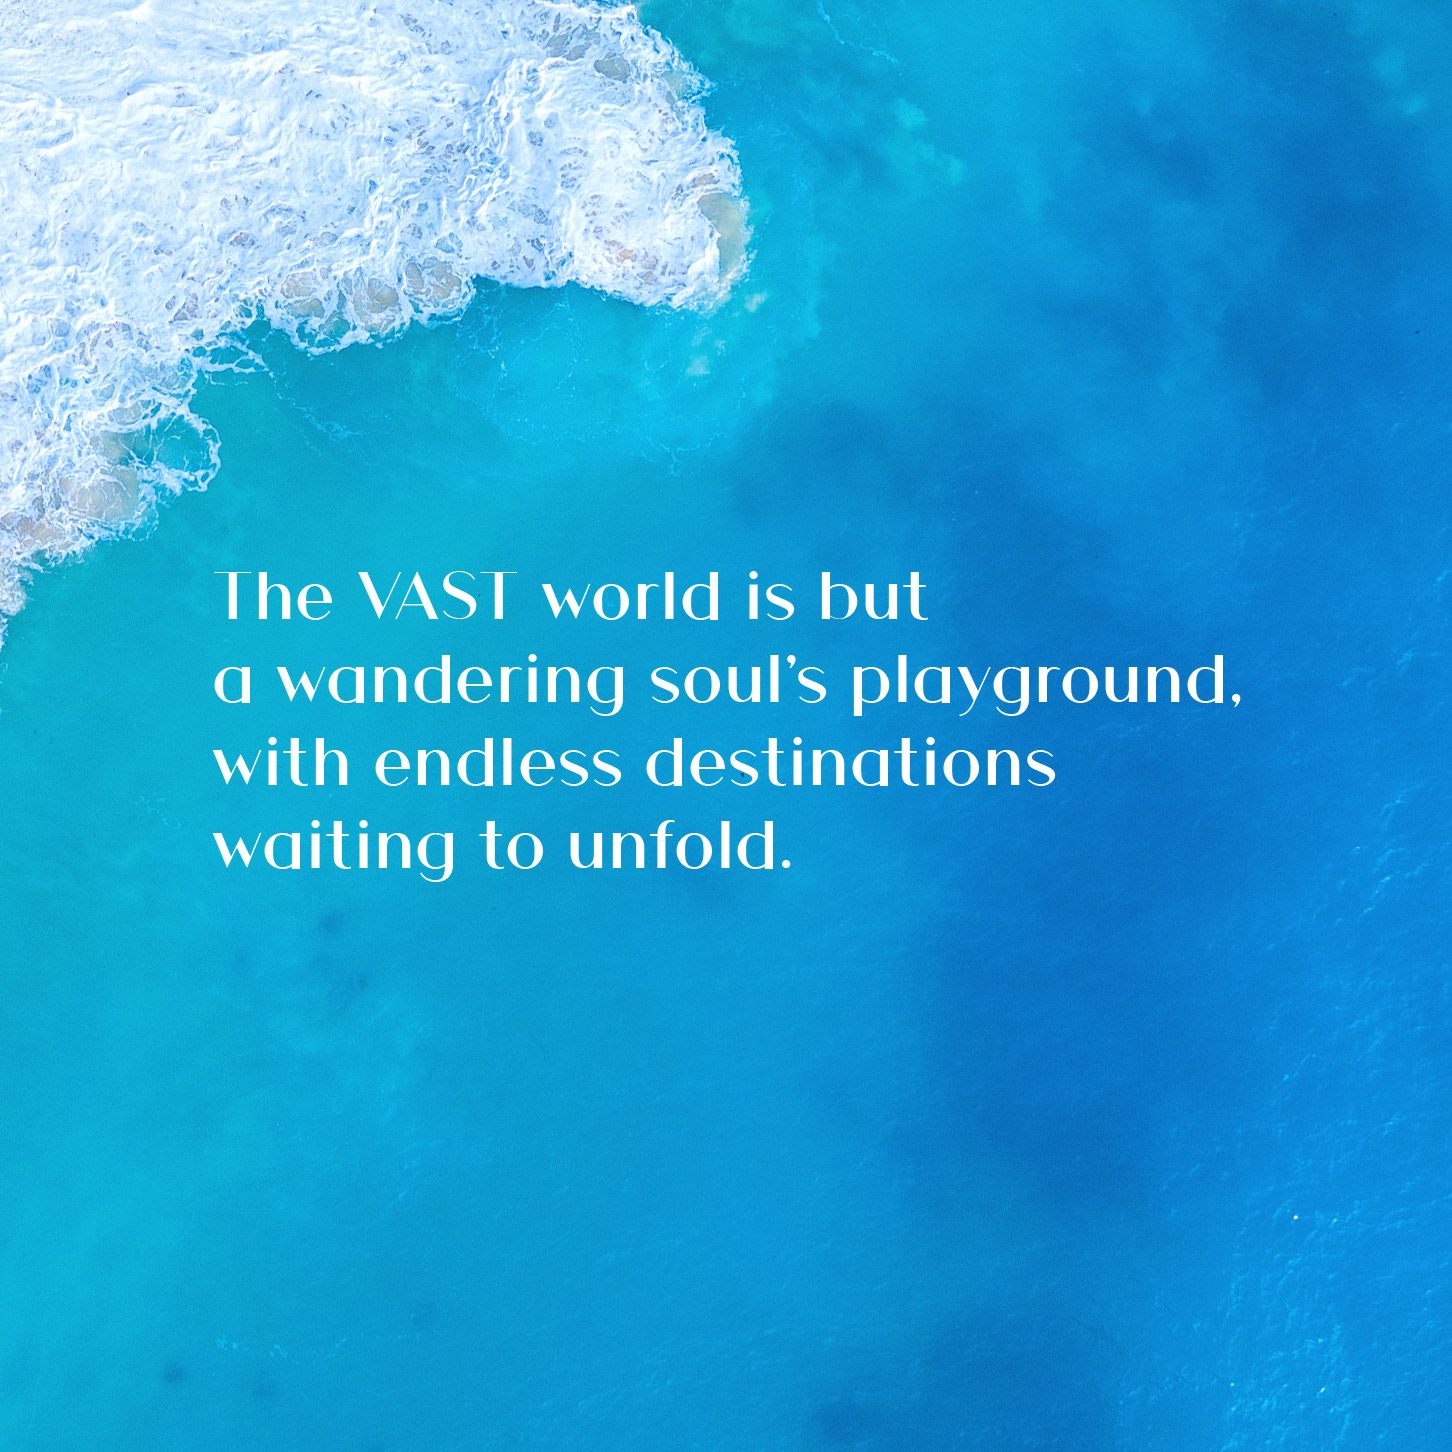 The VAST world is but
a wandering soul’s playground,
with endless destinations
waiting to unfold.